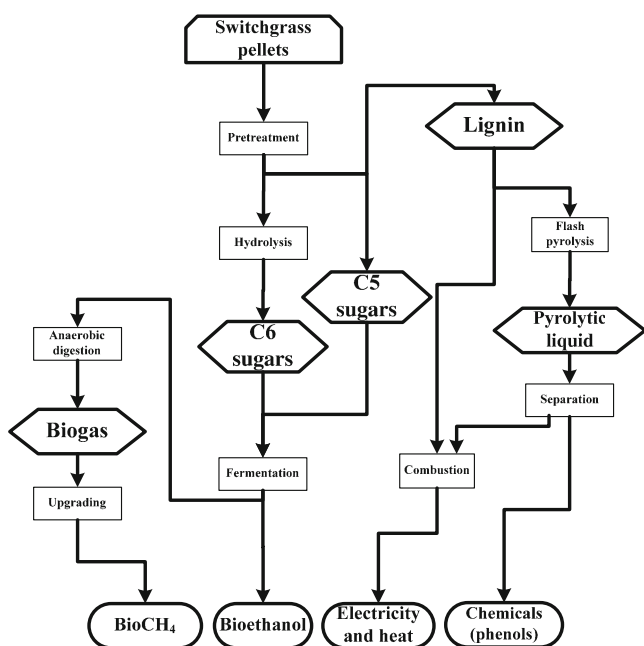 Switchgrass
pellets
Lignin
Pretreatment
Hydrolysis
Flash
pyrolysis
C5
sugars
C6
sugars
Pyrolytic
liquid
Anaerobic
digestion
Biogas
Separation
Fermentation
Combustion
Upgrading
BioCH₄
Bioethanol
Electricity
and heat
Chemicals
(phenols)